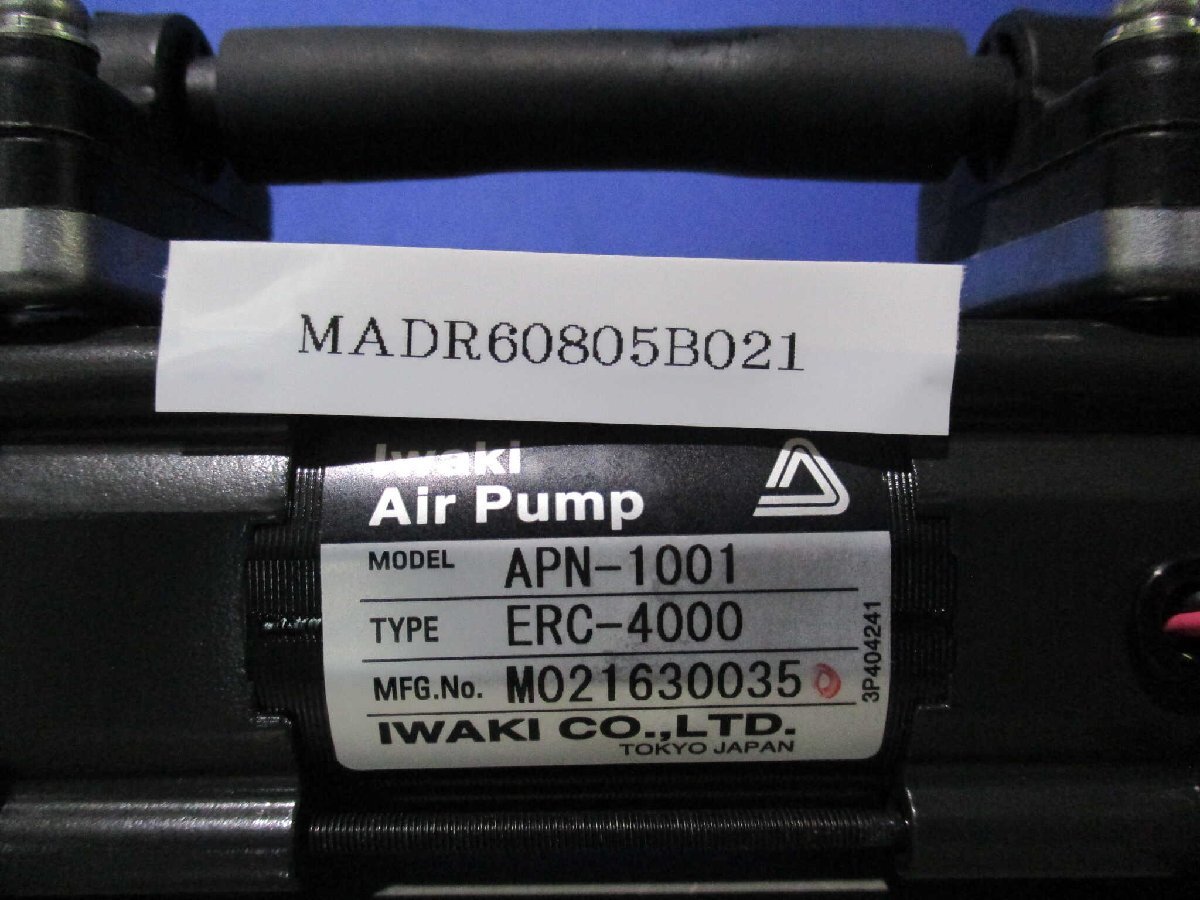 MADR60805B021
Iwaki
Air Pump
MODEL APN-1001
TYPE ERC-4000
MFG.No. M021630035
3P404241
IWAKI CO.,LTD.
TOKYO JAPAN